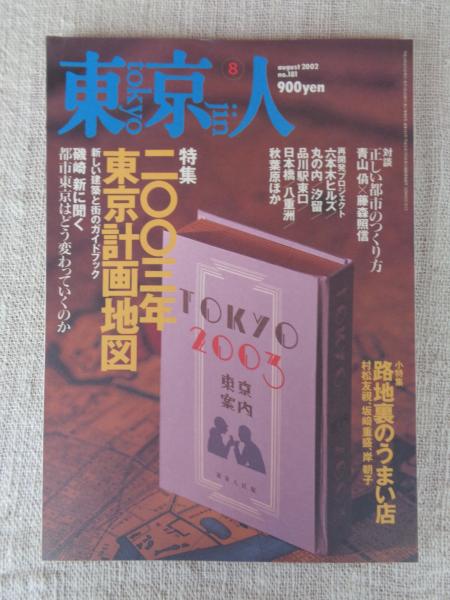 東京人
tokyo jin
8
august 2002
no.181
900yen
対談
正しい都市のつくり方
青山 佾×藤森照信
再開発プロジェクト
六本木ヒルズ/
丸の内/汐留/
品川駅東口/
日本橋/八重洲/
秋葉原ほか
特集
二〇〇三年
東京計画地図
新しい建築と街のガイドブック
磯崎 新に聞く
都市東京はどう変わっていくのか
TOKYO
2003
東京
案内
小特集
路地裏のうまい店
村松友視、坂崎重盛、岸 朝子